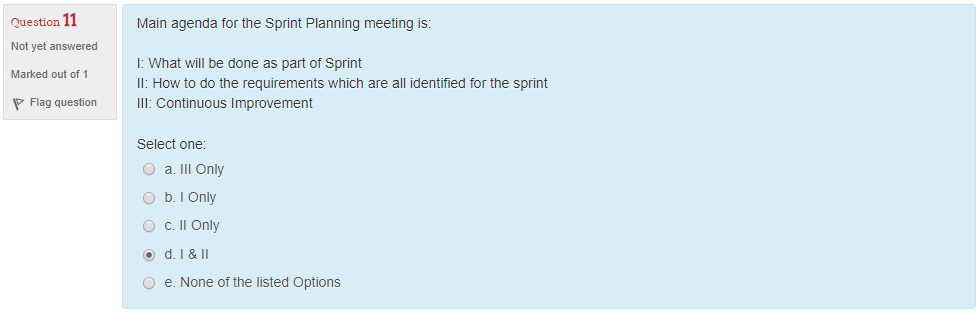 Question 11
Not yet answered
Marked out of 1
Flag question
Main agenda for the Sprint Planning meeting is:
I: What will be done as part of Sprint
II: How to do the requirements which are all identified for the sprint
III: Continuous Improvement
Select one:
a. III Only
b. I Only
c. II Only
d. I & II
e. None of the listed Options